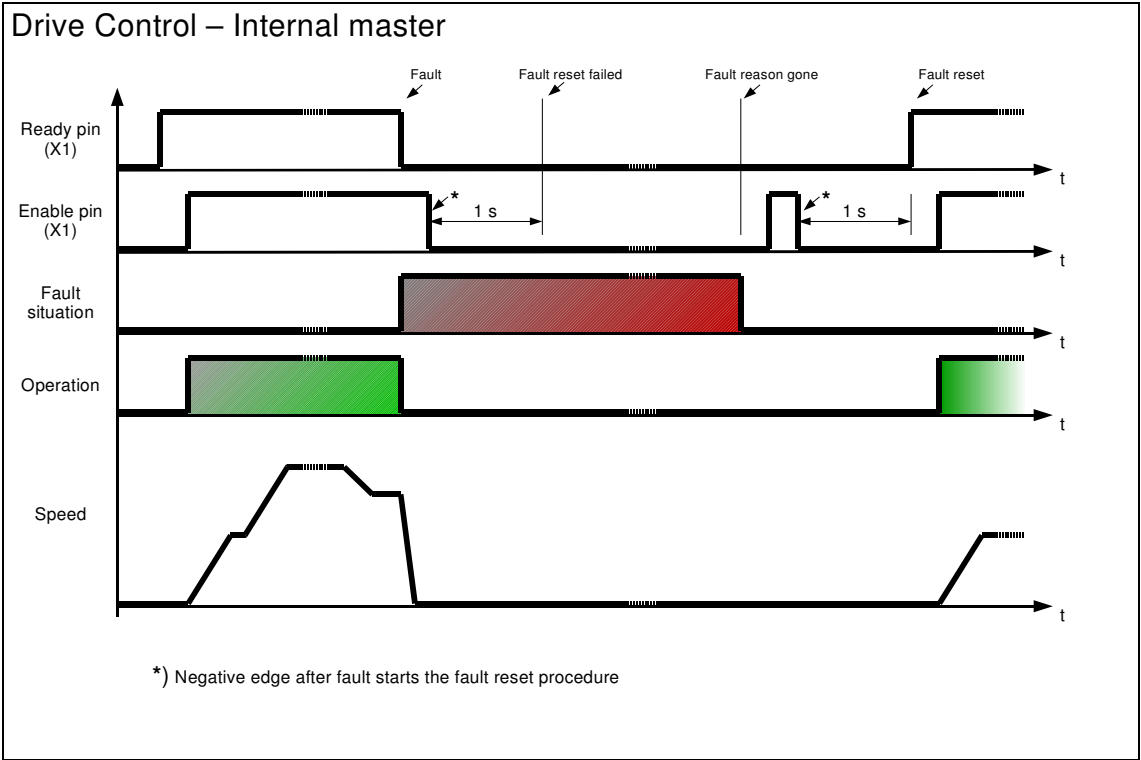 Drive Control – Internal master
Fault
Fault reset failed
Fault reason gone
Fault reset
Ready pin
(X1)
t
Enable pin
(X1)
*
1 s
*
1 s
t
Fault
situation
t
Operation
t
Speed
t
*) Negative edge after fault starts the fault reset procedure